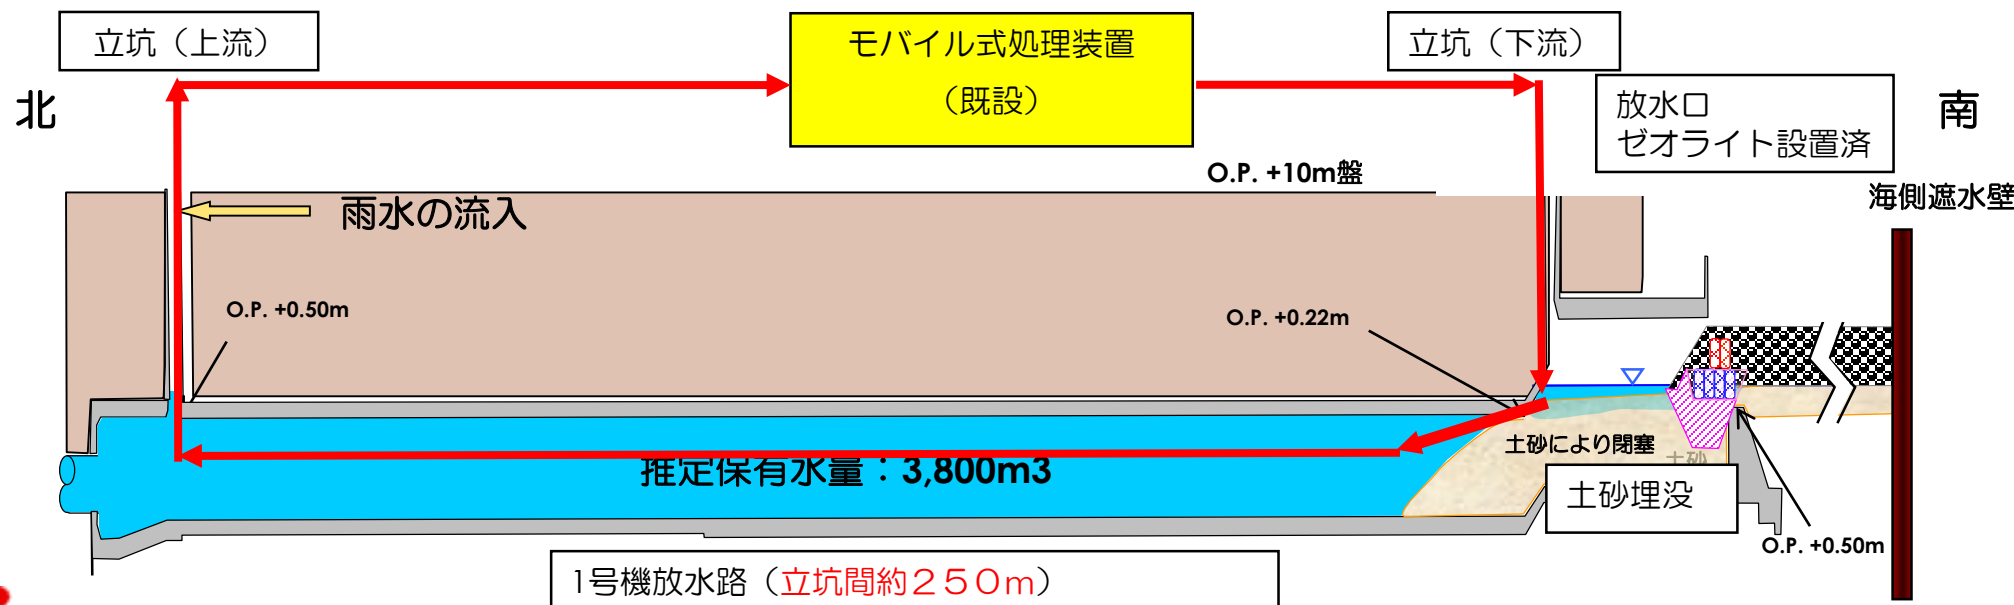 立坑（上流）
モバイル式処理装置
（既設）
立坑（下流）
放水口
ゼオライト設置済
北
南
O.P. +10m盤
海側遮水壁
雨水の流入
O.P. +0.50m
O.P. +0.22m
土砂により閉塞
土砂
推定保有水量：3,800m3
土砂埋没
O.P. +0.50m
1号機放水路（立坑間約２５０ｍ）